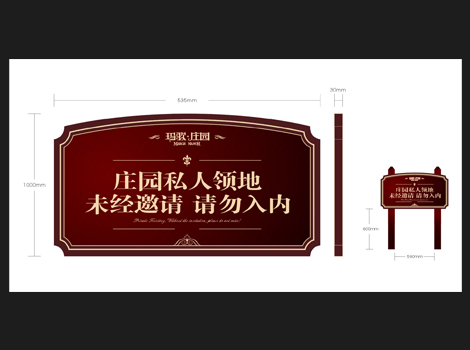 535mm
30mm
1000mm
玛歌·庄园
庄园私人领地
未经邀请 请勿入内
庄园私人领地
未经邀请 请勿入内
600mm
590mm